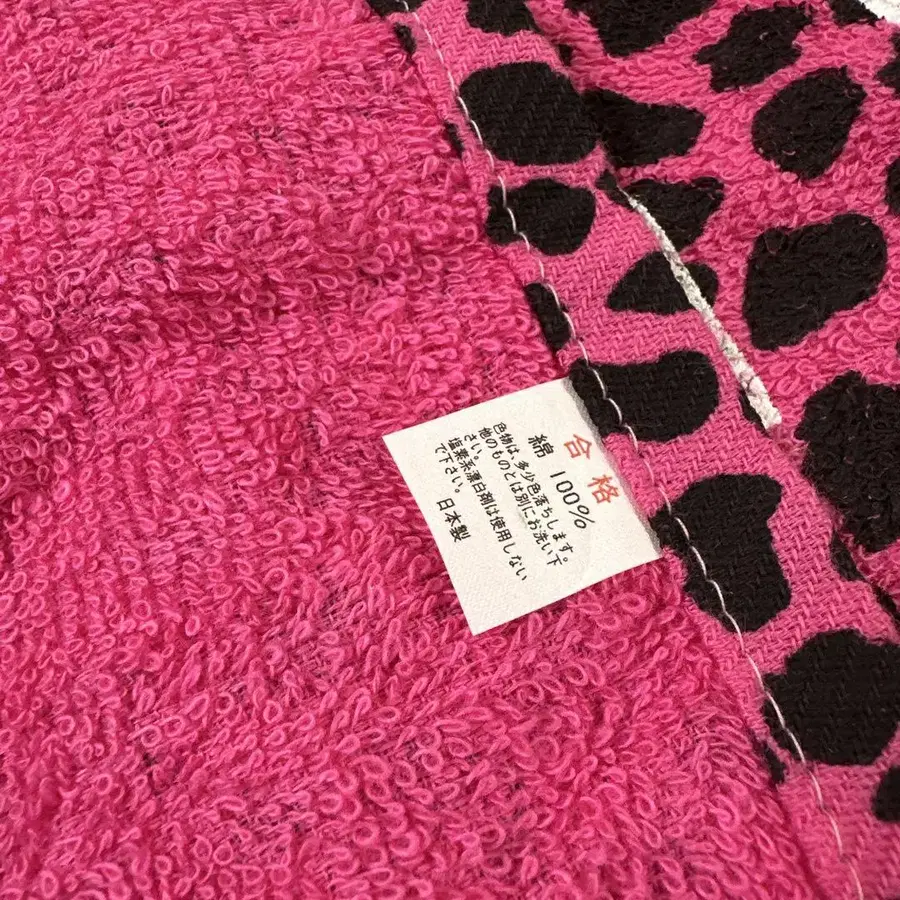 合格
綿 100%
色物は、多少色落ちします。
他のものとは別にお洗い下
さい。
塩素系漂白剤は使用しない
で下さい。
日本製